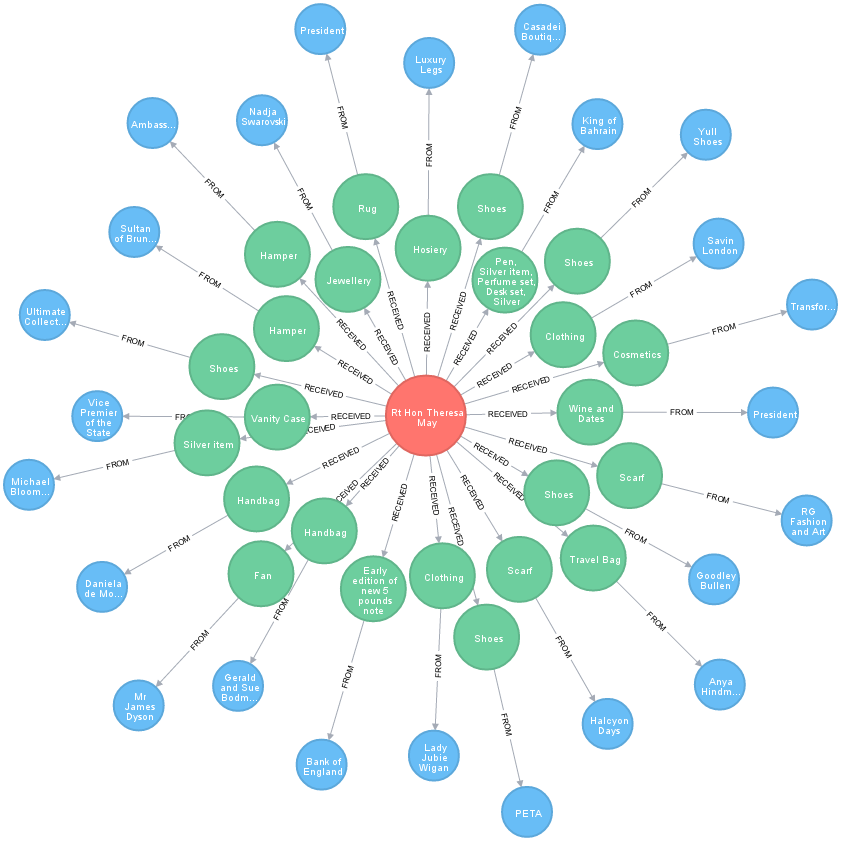 President
Casadei
Boutiq...
Luxury
Legs
Nadja
Swarovski
Ambass...
King of
Bahrain
Yull
Shoes
FROM
FROM
FROM
FROM
FROM
FROM
FROM
Rug
Shoes
Hosiery
Sultan
of Brun...
Hamper
Jewellery
Pen,
Silver item,
Perfume set,
Desk set,
Silver
Shoes
Savin
London
FROM
FROM
Ultimate
Collect...
Hamper
Clothing
Transfor...
FROM
FROM
RECEIVED
RECEIVED
RECEIVED
RECEIVED
RECEIVED
RECEIVED
RECEIVED
RECEIVED
Shoes
Cosmetics
RECEIVED
RECEIVED
RECEIVED
RECEIVED
Vice
Premier
of the
State
FR
Vanity Case
RECEIVED
Rt Hon Theresa
May
RECEIVED
Wine and
Dates
FROM
President
Silver item
CEIVED
RECEIVED
Michael
Bloom...
FROM
RECEIVED
RECEIVED
RECEIVED
CEIVED
RECEIVED
RECEIVED
RECEIVED
RECEIVED
RECEIVED
RECEIVED
Scarf
FROM
RG
Fashion
and Art
Handbag
Shoes
Handbag
FROM
FROM
Travel Bag
Daniela
de Mo...
Fan
Early
edition of
new 5
pounds
note
Clothing
Scarf
Goodley
Bullen
FROM
FROM
FROM
Shoes
FROM
Mr
James
Dyson
Gerald
and Sue
Bodm...
FROM
FROM
FROM
Anya
Hindm...
Halcyon
Days
Bank of
England
Lady
Jubie
Wigan
PETA